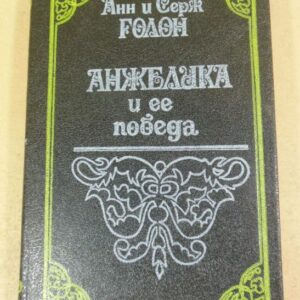 Анн и Серж
ГОЛОН
АНЖЕЛИКА
и ее
победа